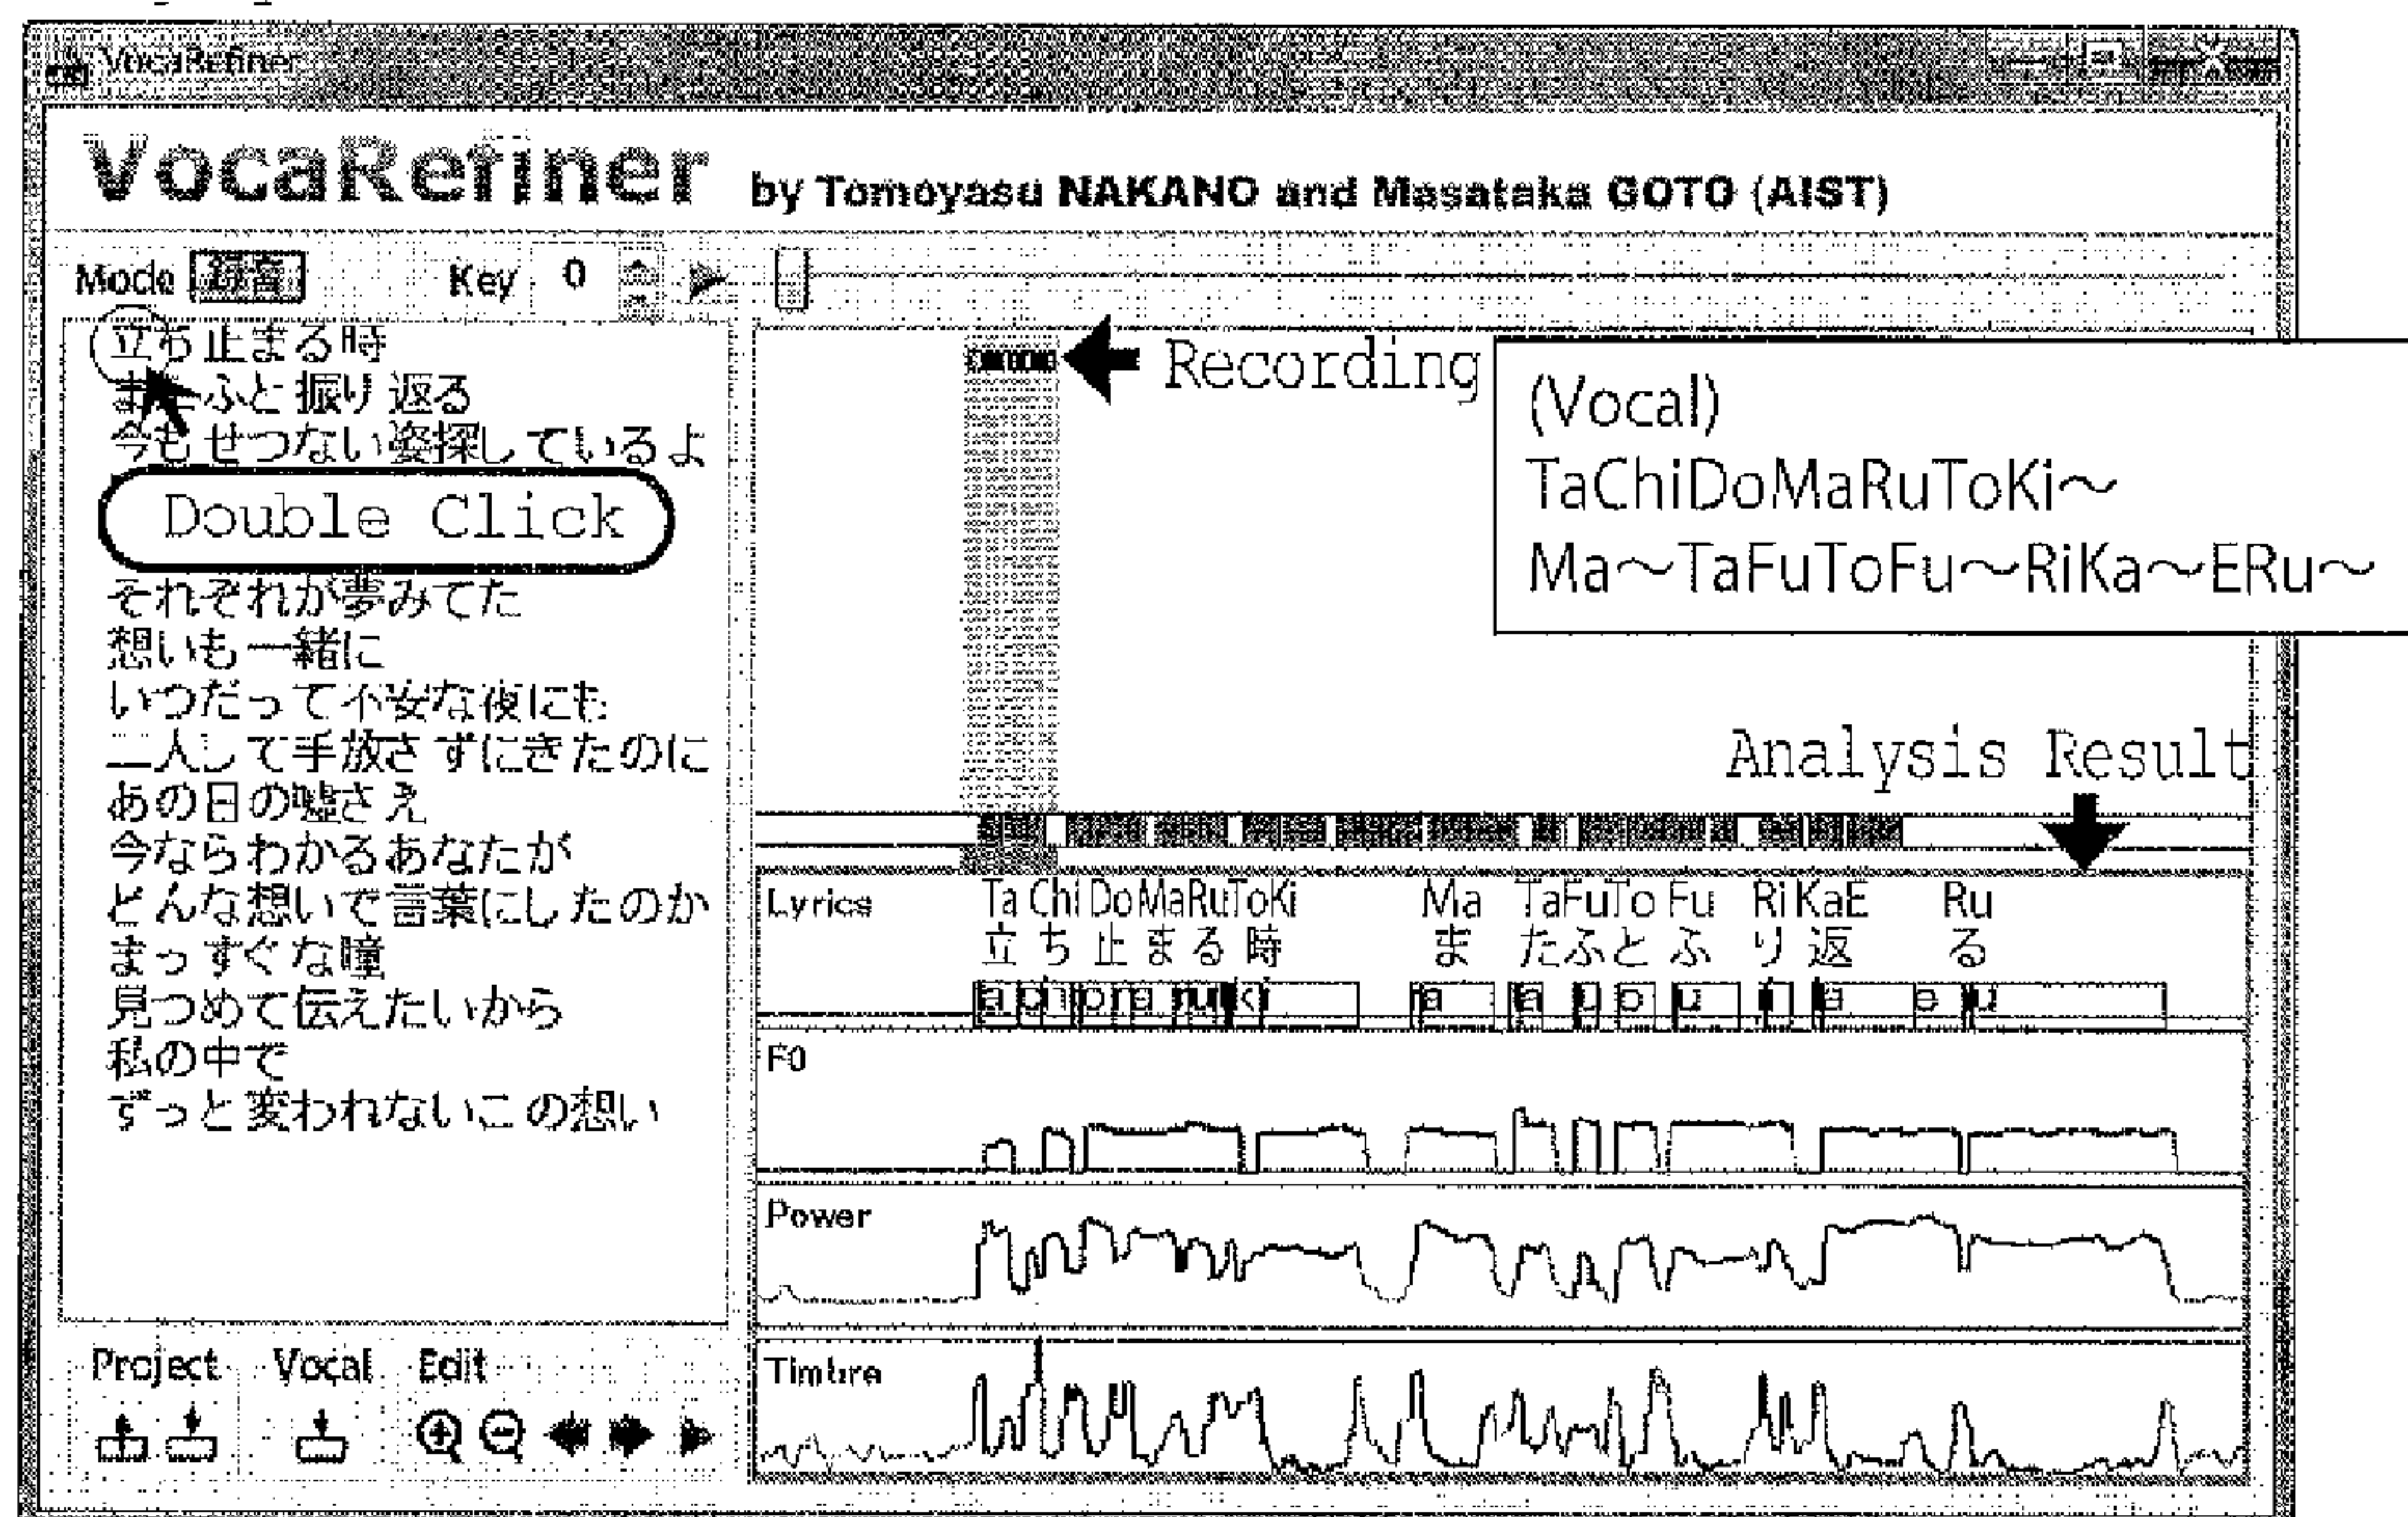 VocaRefiner
VocaRefiner by Tomoyasu NAKANO and Masataka GOTO (AIST)
Mode 録音 Key 0
立ち止まる時
ま ふと振り返る
今もせつない姿探しているよ
Double Click
それぞれが夢みてた
想いも一緒に
いつだって不安な夜にも
二人して手放さずにきたのに
あの日の嘘さえ
今ならわかるあなたが
どんな想いで言葉にしたのか
まっすぐな瞳
見つめて伝えたいから
私の中で
ずっと変われないこの想い
Project Vocal Edit
Recording
(Vocal)
TaChiDoMaRuToKi～
Ma～TaFuToFu～RiKa～ERu～
Analysis Result
Lyrics Ta Chi Do Ma Ru To Ki Ma Ta Fu To Fu Ri Ka E Ru
立 ち 止 ま る 時 ま た ふ と ふ り 返 る
F0
Power
Timbre